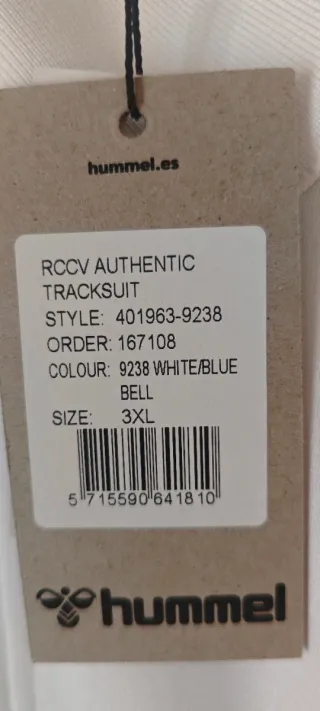 hummel.es
RCCV AUTHENTIC
TRACKSUIT
STYLE: 401963-9238
ORDER: 167108
COLOUR: 9238 WHITE/BLUE
BELL
SIZE: 3XL
5 715590 641810
hummel